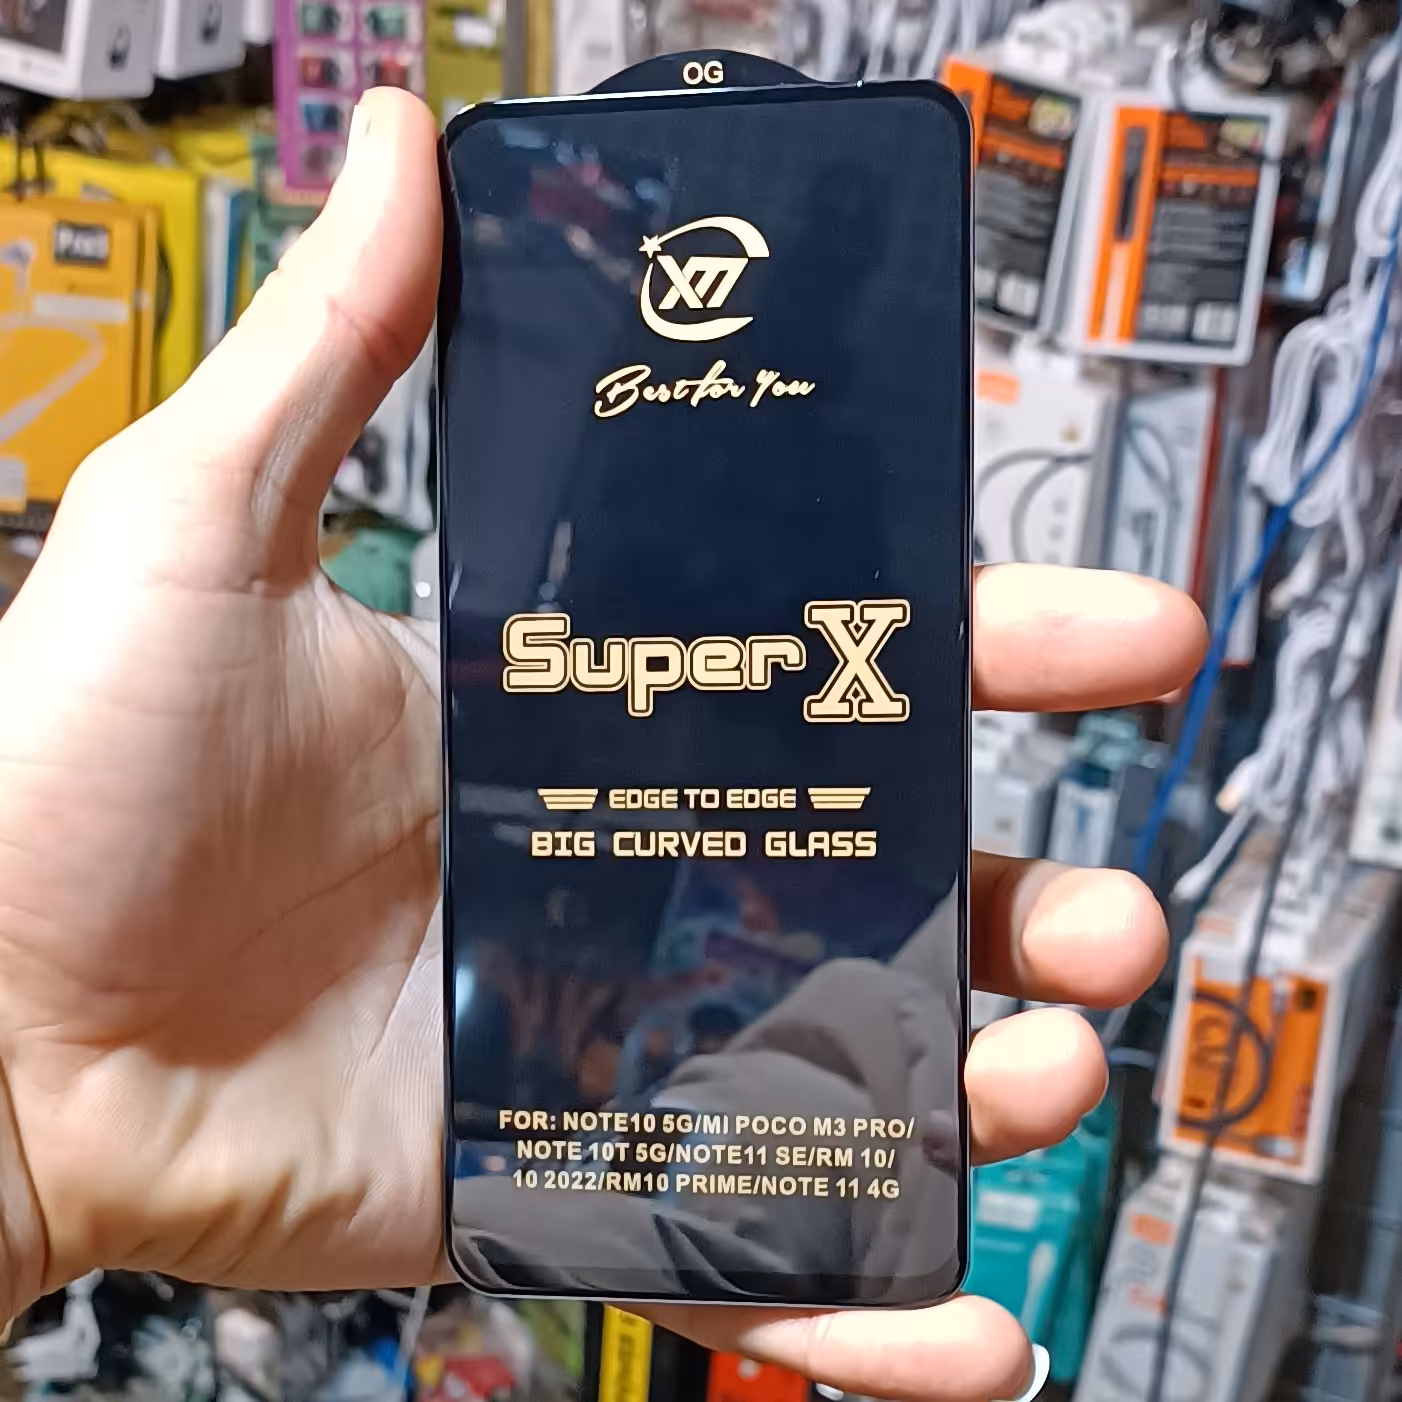 OG
XM
Best for You
Super X
EDGE TO EDGE
BIG CURVED GLASS
FOR: NOTE10 5G/MI POCO M3 PRO/
NOTE 10T 5G/NOTE11 SE/RM 10/
10 2022/RM10 PRIME/NOTE 11 4G